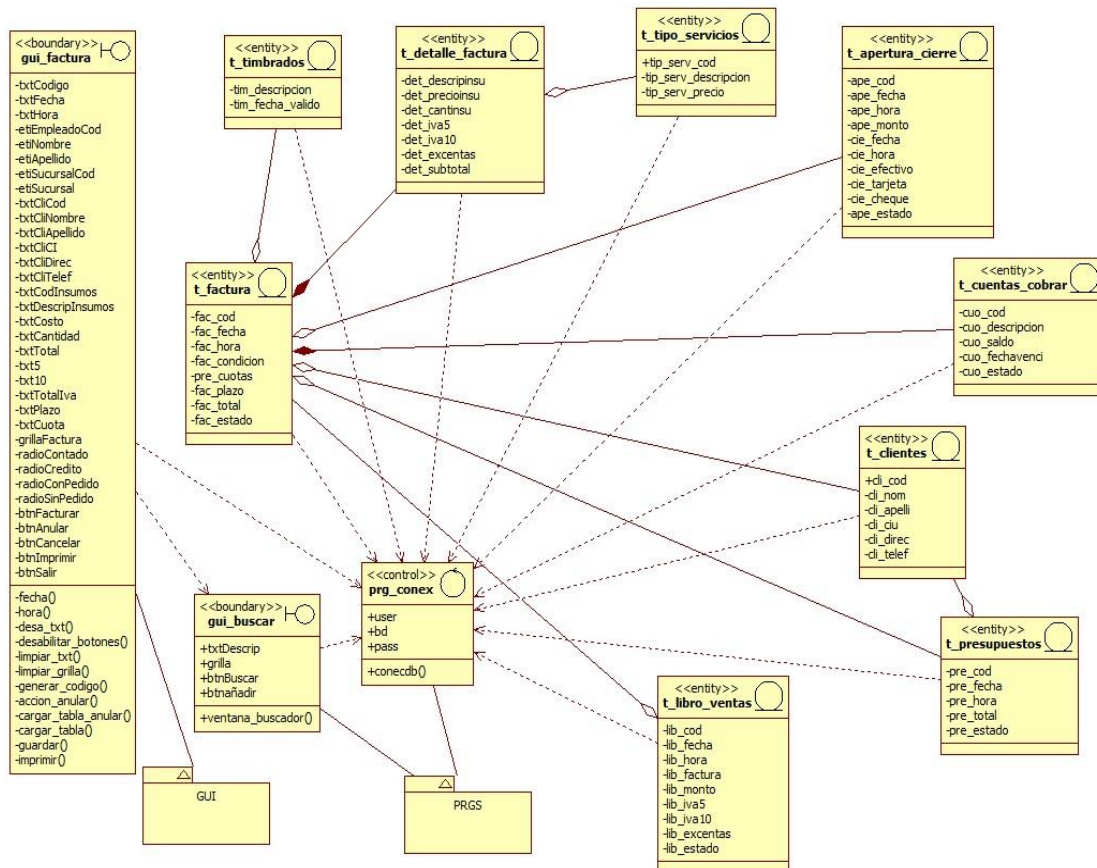 <<boundary>>
gui_factura
-txtCodigo
-txtFecha
-txtHora
-etiEmpleadoCod
-etiNombre
-etiApellido
-etiSucursalCod
-etiSucursal
-txtCliCod
-txtCliNombre
-txtCliApellido
-txtCliCI
-txtCliDirec
-txtCliTelef
-txtCodInsumos
-txtDescripInsumos
-txtCosto
-txtCantidad
-txtTotal
-txt5
-txt10
-txtTotalIva
-txtPlazo
-txtCuota
-grillaFactura
-radioContado
-radioCredito
-radioConPedido
-radioSinPedido
-btnFacturar
-btnAnular
-btnCancelar
-btnImprimir
-btnSalir
-fecha()
-hora()
-desa_txt()
-desabilitar_botones()
-limpiar_txt()
-limpiar_grilla()
-generar_codigo()
-accion_anular()
-cargar_tabla_anular()
-cargar_tabla()
-guardar()
-imprimir()
<<entity>>
t_timbrados
-tim_descripcion
-tim_fecha_valido
<<entity>>
t_detalle_factura
-det_descripinsu
-det_precioinsu
-det_cantinsu
-det_iva5
-det_iva10
-det_excentas
-det_subtotal
<<entity>>
t_tipo_servicios
+tip_serv_cod
-tip_serv_descripcion
-tip_serv_precio
<<entity>>
t_apertura_cierre
-ape_cod
-ape_fecha
-ape_hora
-ape_monto
-cie_fecha
-cie_hora
-cie_efectivo
-cie_tarjeta
-cie_cheque
-ape_estado
<<entity>>
t_factura
-fac_cod
-fac_fecha
-fac_hora
-fac_condicion
-pre_cuotas
-fac_plazo
-fac_total
-fac_estado
<<entity>>
t_cuentas_cobrar
-cuo_cod
-cuo_descripcion
-cuo_saldo
-cuo_fechavenci
-cuo_estado
<<entity>>
t_clientes
+cli_cod
-cli_nom
-cli_apelli
-cli_ciu
-cli_direc
-cli_telef
<<control>>
prg_conex
+user
+bd
+pass
+conecdb()
<<boundary>>
gui_buscar
+txtDescrip
+grilla
+btnBuscar
+btnañadir
+ventana_buscador()
<<entity>>
t_presupuestos
-pre_cod
-pre_fecha
-pre_hora
-pre_total
-pre_estado
<<entity>>
t_libro_ventas
-lib_cod
-lib_fecha
-lib_hora
-lib_factura
-lib_monto
-lib_iva5
-lib_iva10
-lib_excentas
-lib_estado
GUI
PRGS